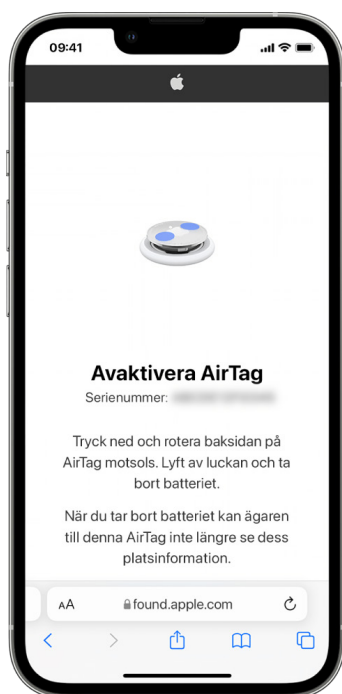 09:41
Avaktivera AirTag
Serienummer:
Tryck ned och rotera baksidan på
AirTag motsols. Lyft av luckan och ta
bort batteriet.
När du tar bort batteriet kan ägaren
till denna AirTag inte längre se dess
platsinformation.
AA
found.apple.com